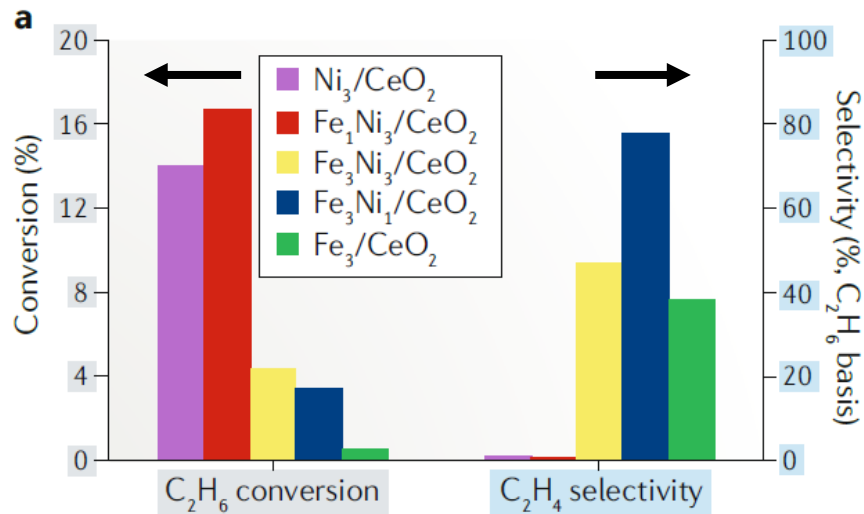 a
20
16
12
8
4
0
Conversion (%)
Ni₃/CeO₂
Fe₁Ni₃/CeO₂
Fe₃Ni₃/CeO₂
Fe₃Ni₁/CeO₂
Fe₃/CeO₂
100
80
60
40
20
0
Selectivity (%, C₂H₆ basis)
C₂H₆ conversion
C₂H₄ selectivity